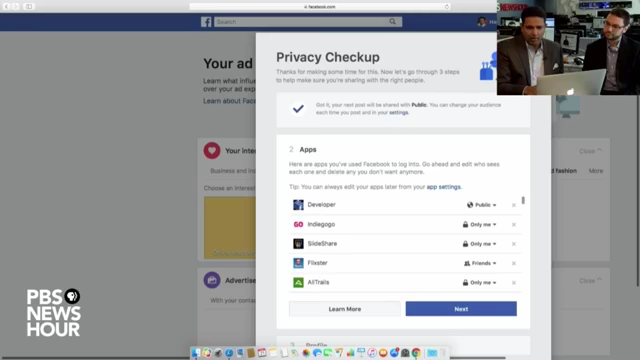 facebook.com
Search
NEWSHOUR
Your ad
Learn what influ
over your ad exp
Learn about Face
Privacy Checkup
Thanks for making some time for this. Now let's go through 3 steps
to help make sure you're sharing with the right people.
Got it, your next post will be shared with Public. You can change your audience
each time you post and in your settings.
Your inte
Close
Business and in
d fashion
More
Choose an Interes
2 Apps
Here are apps you've used Facebook to log into. Go ahead and edit who sees
each one and delete any you don't want anymore.
Tip: You can always edit your apps later from your app settings.
Developer Public
Indiegogo Only me
SlideShare Only me
Flixster Friends
AllTrails Only me
Learn More Next
Advertise
Close
With your contac
3 Profile
PBS
NEWS
HOUR